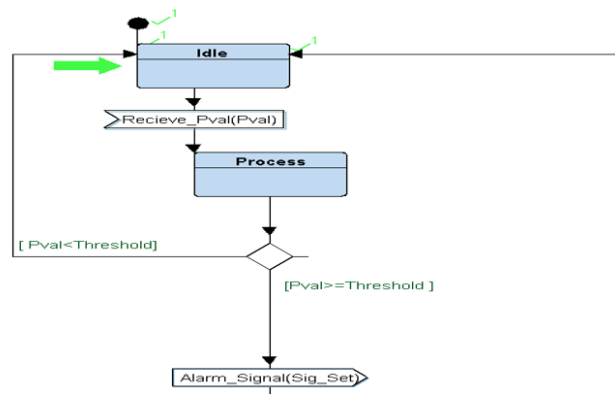 1
1
1
Idle
Recieve_Pval(Pval)
Process
[ Pval<Threshold]
[Pval>=Threshold ]
Alarm_Signal(Sig_Set)